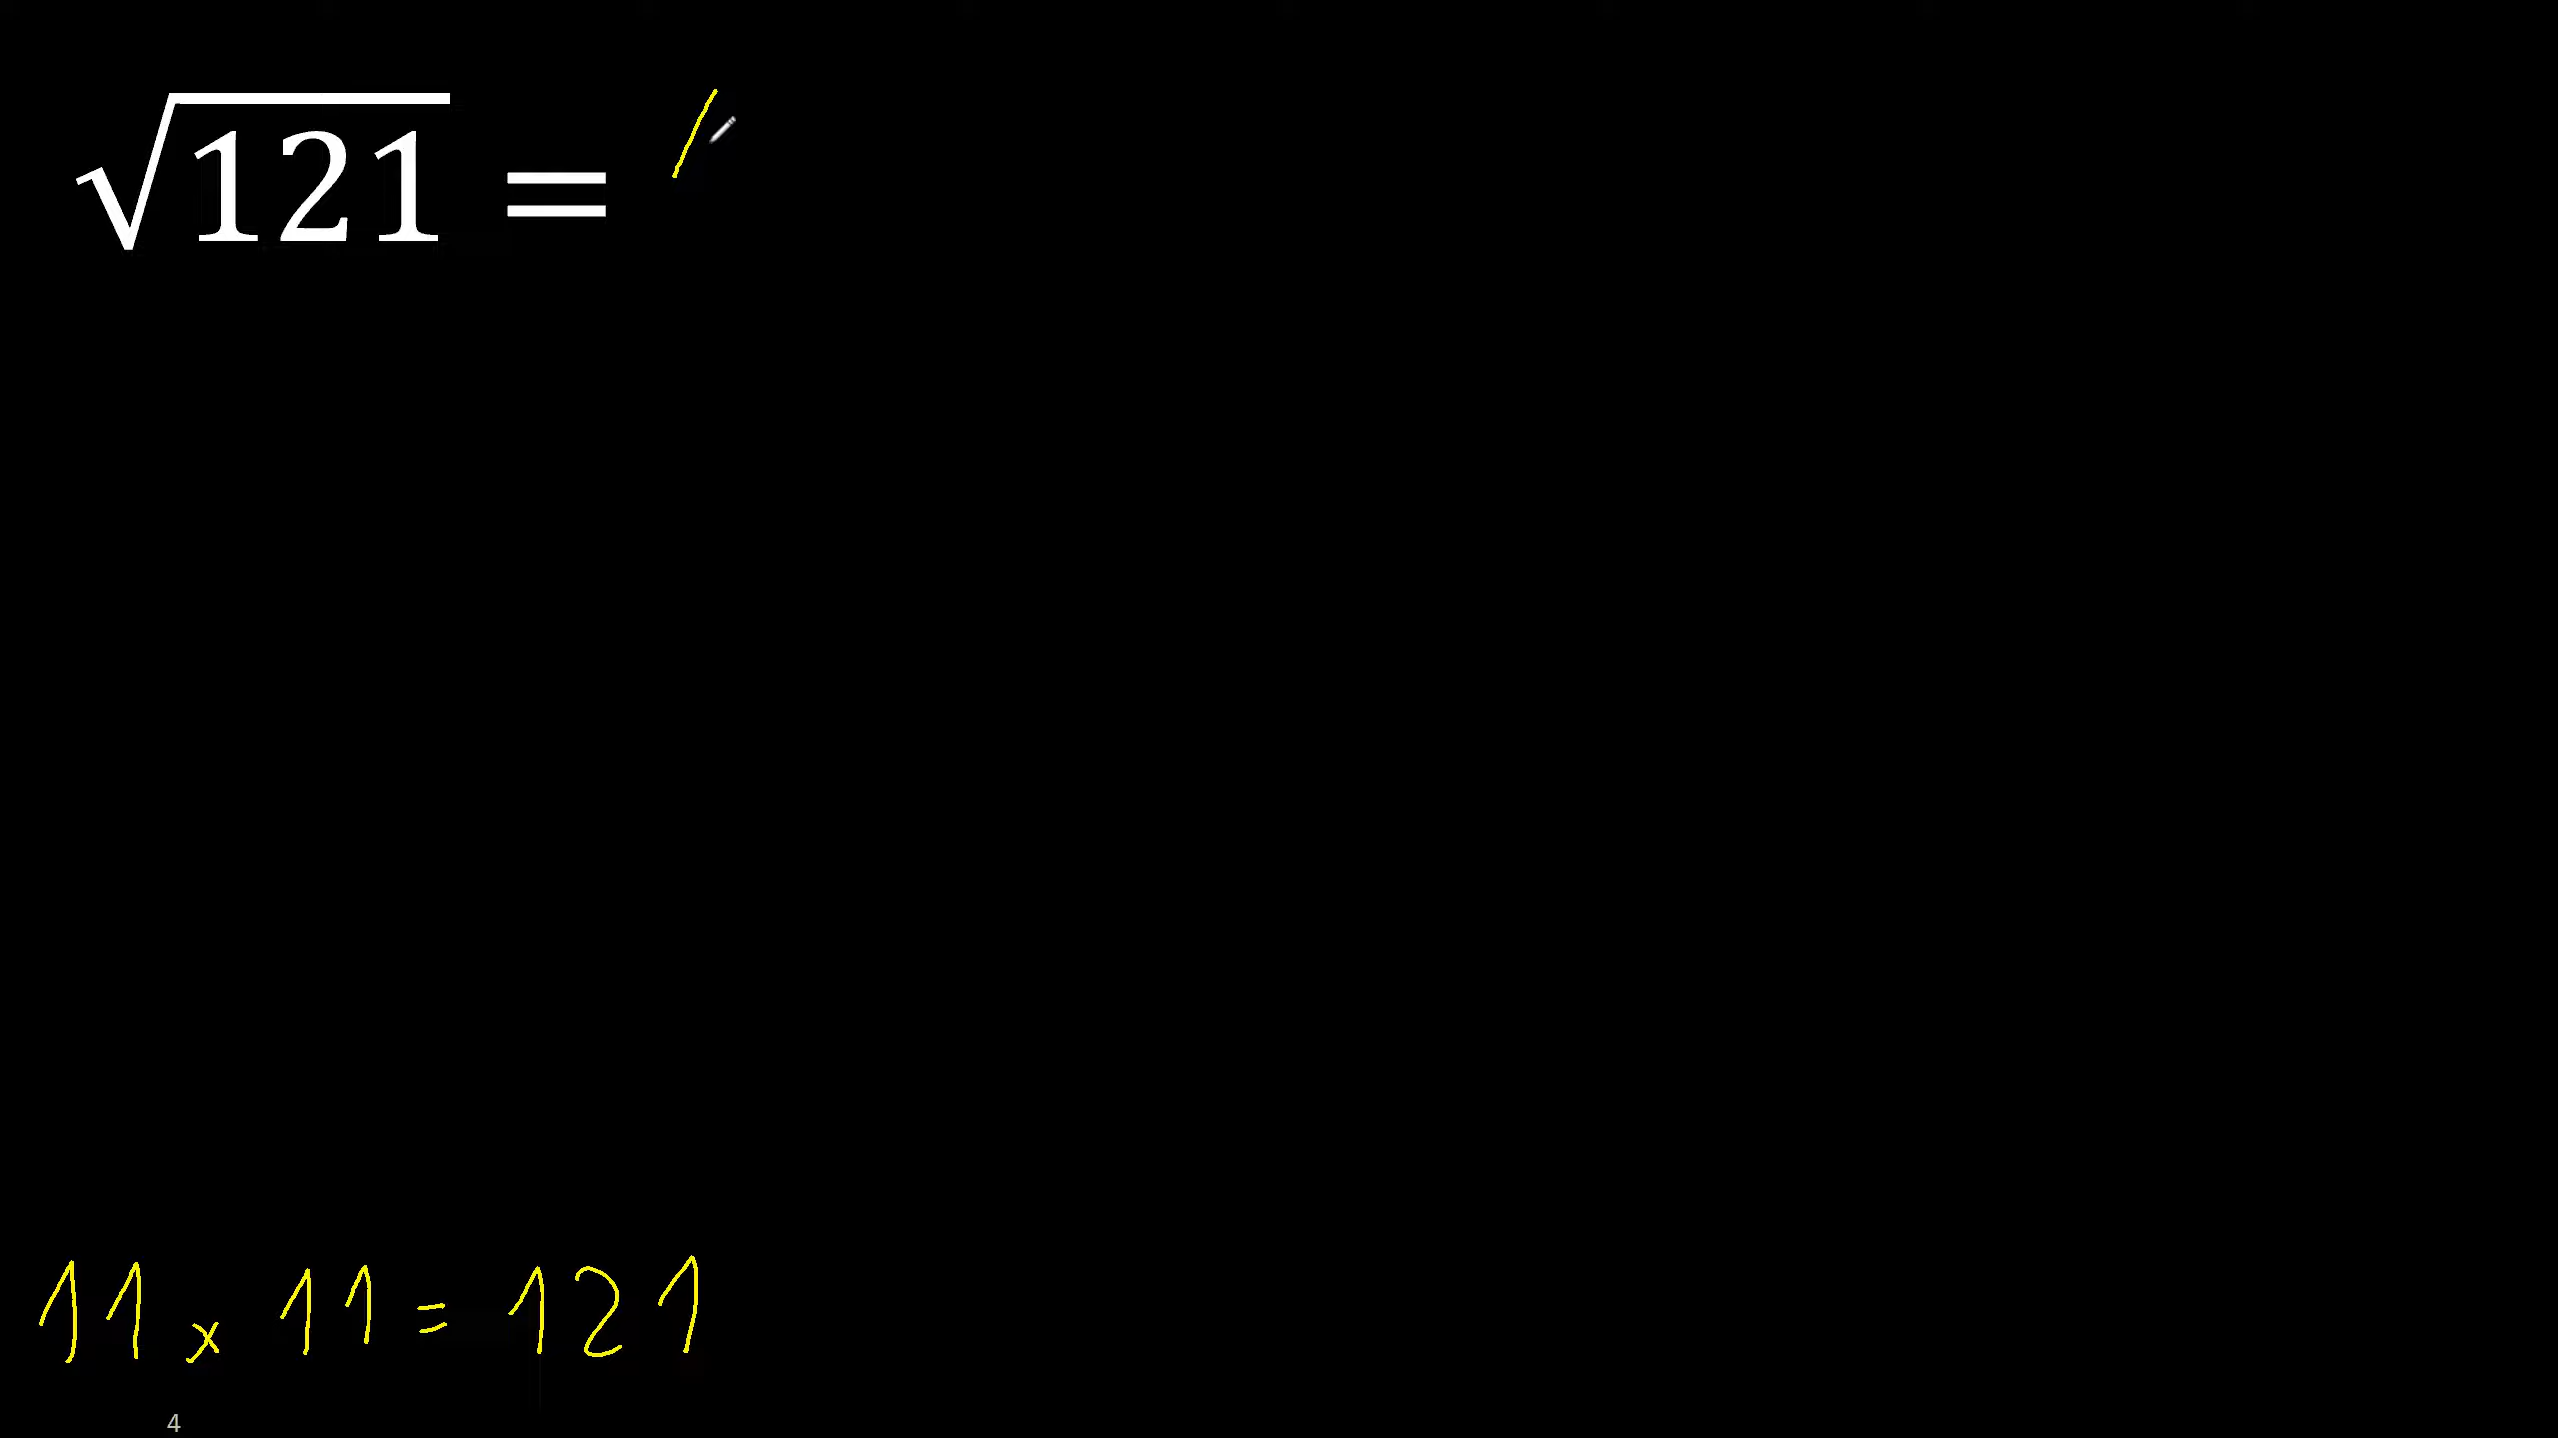 √121 =
11 x 11 = 121
4